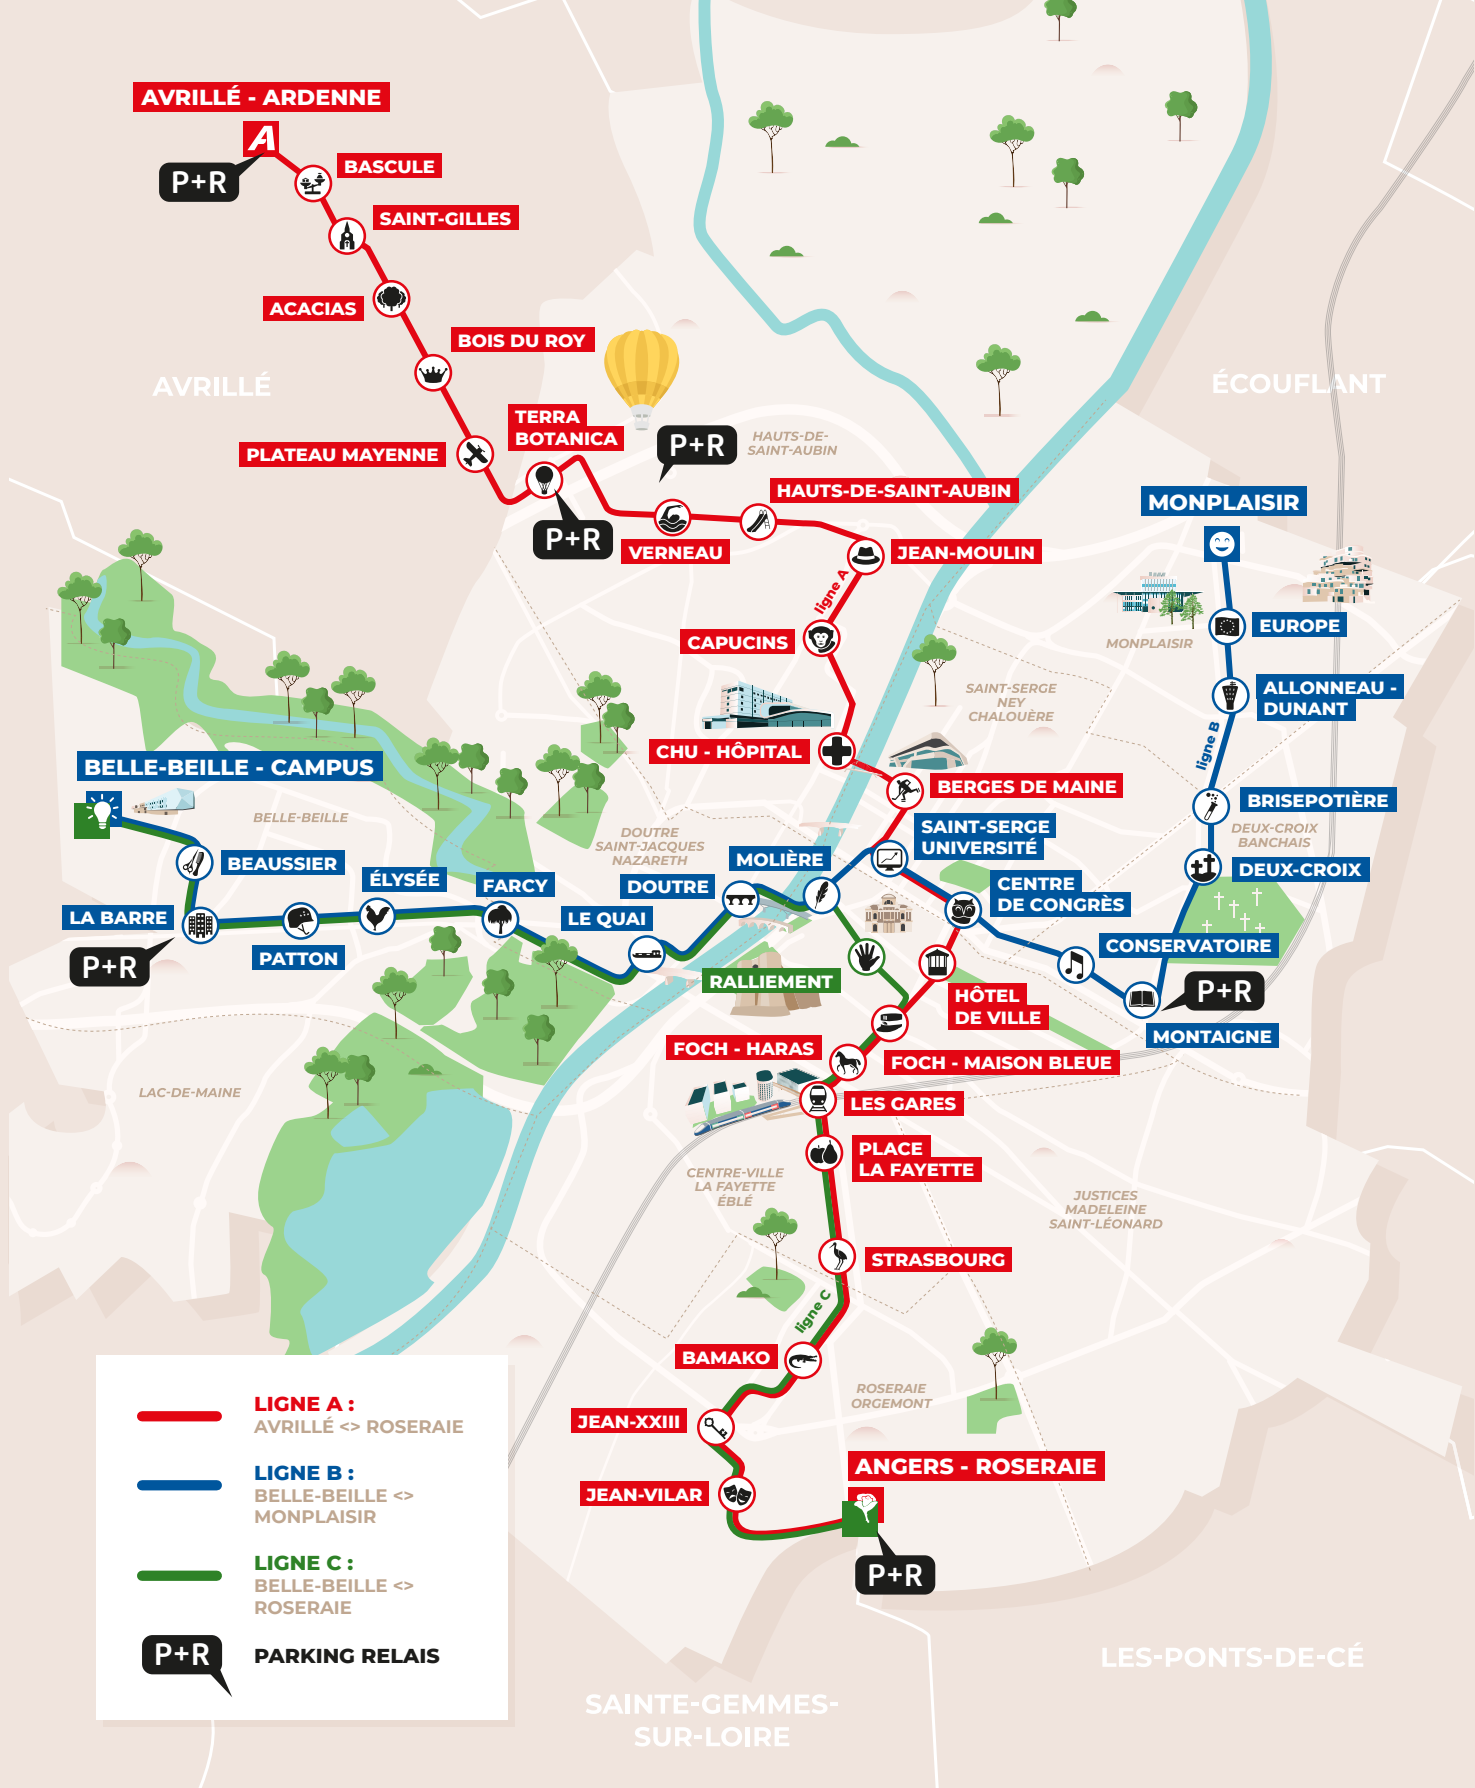 AVRILLÉ - ARDENNE
A
P+R
BASCULE
SAINT-GILLES
ACACIAS
BOIS DU ROY
AVRILLÉ
ÉCOUFLANT
TERRA
BOTANICA
PLATEAU MAYENNE
P+R
HAUTS-DE-
SAINT-AUBIN
HAUTS-DE-SAINT-AUBIN
MONPLAISIR
P+R
VERNEAU
JEAN-MOULIN
ligne A
CAPUCINS
EUROPE
MONPLAISIR
SAINT-SERGE
NEY
CHALOUÈRE
ALLONNEAU -
DUNANT
ligne B
CHU - HÔPITAL
BELLE-BEILLE - CAMPUS
BERGES DE MAINE
BRISEPOTIÈRE
BELLE-BEILLE
DOUTRE
SAINT-JACQUES
NAZARETH
SAINT-SERGE
UNIVERSITÉ
DEUX-CROIX
BANCHAIS
BEAUSSIER
MOLIÈRE
DEUX-CROIX
ÉLYSÉE
FARCY
DOUTRE
CENTRE
DE CONGRÈS
LA BARRE
LE QUAI
CONSERVATOIRE
PATTON
P+R
RALLIEMENT
P+R
HÔTEL
DE VILLE
MONTAIGNE
FOCH - HARAS
FOCH - MAISON BLEUE
LAC-DE-MAINE
LES GARES
PLACE
LA FAYETTE
CENTRE-VILLE
LA FAYETTE
ÉBLÉ
JUSTICES
MADELEINE
SAINT-LÉONARD
STRASBOURG
ligne C
BAMAKO
ROSERAIE
ORGEMONT
JEAN-XXIII
ANGERS - ROSERAIE
JEAN-VILAR
P+R
LIGNE A :
AVRILLÉ <> ROSERAIE
LIGNE B :
BELLE-BEILLE <>
MONPLAISIR
LIGNE C :
BELLE-BEILLE <>
ROSERAIE
P+R
PARKING RELAIS
LES-PONTS-DE-CÉ
SAINTE-GEMMES-
SUR-LOIRE